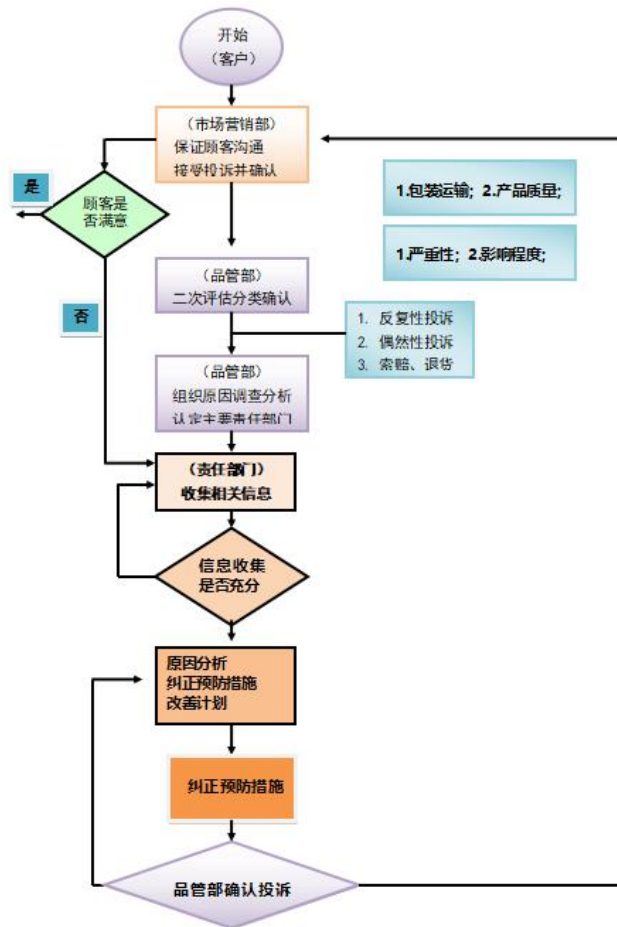 开始
(客户)
(市场营销部)
保证顾客沟通
接受投诉并确认
是
顾客是
否满意
1.包装运输; 2.产品质量;
1.严重性; 2.影响程度;
(品管部)
二次评估分类确认
否
1. 反复性投诉
2. 偶然性投诉
3. 索赔、退货
(品管部)
组织原因调查分析
认定主要责任部门
(责任部门)
收集相关信息
信息收集
是否充分
原因分析
纠正预防措施
改善计划
纠正预防措施
品管部确认投诉